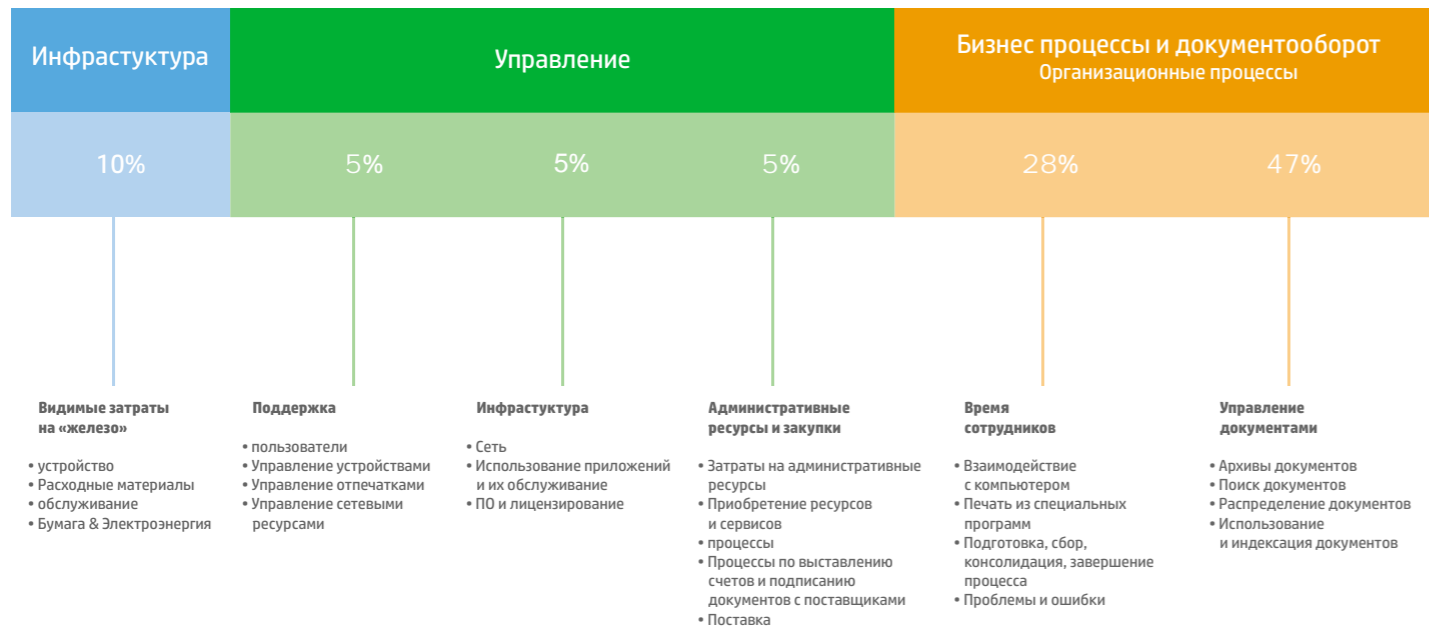 Инфрастуктура
Управление
Бизнес процессы и документооборот
Организационные процессы
10%
5%
5%
5%
28%
47%
Видимые затраты
на «железо»
• устройство
• Расходные материалы
• обслуживание
• Бумага & Электроэнергия
Поддержка
• пользователи
• Управление устройствами
• Управление отпечатками
• Управление сетевыми
ресурсами
Инфрастуктура
• Сеть
• Использование приложений
и их обслуживание
• ПО и лицензирование
Административные
ресурсы и закупки
• Затраты на административные
ресурсы
• Приобретение ресурсов
и сервисов
• процессы
• Процессы по выставлению
счетов и подписанию
документов с поставщиками
• Поставка
Время
сотрудников
• Взаимодействие
с компьютером
• Печать из специальных
программ
• Подготовка, сбор,
консолидация, завершение
процесса
• Проблемы и ошибки
Управление
документами
• Архивы документов
• Поиск документов
• Распределение документов
• Использование
и индексация документов